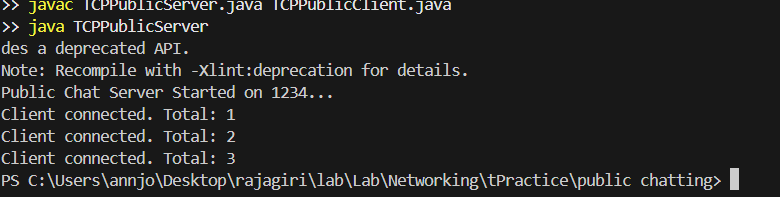 >> javac TCPPublicServer.java TCPPublicClient.java
>> java TCPPublicServer
des a deprecated API.
Note: Recompile with -Xlint:deprecation for details.
Public Chat Server Started on 1234...
Client connected. Total: 1
Client connected. Total: 2
Client connected. Total: 3
PS C:\Users\annjo\Desktop\rajagiri\lab\Lab\Networking\tPractice\public chatting>